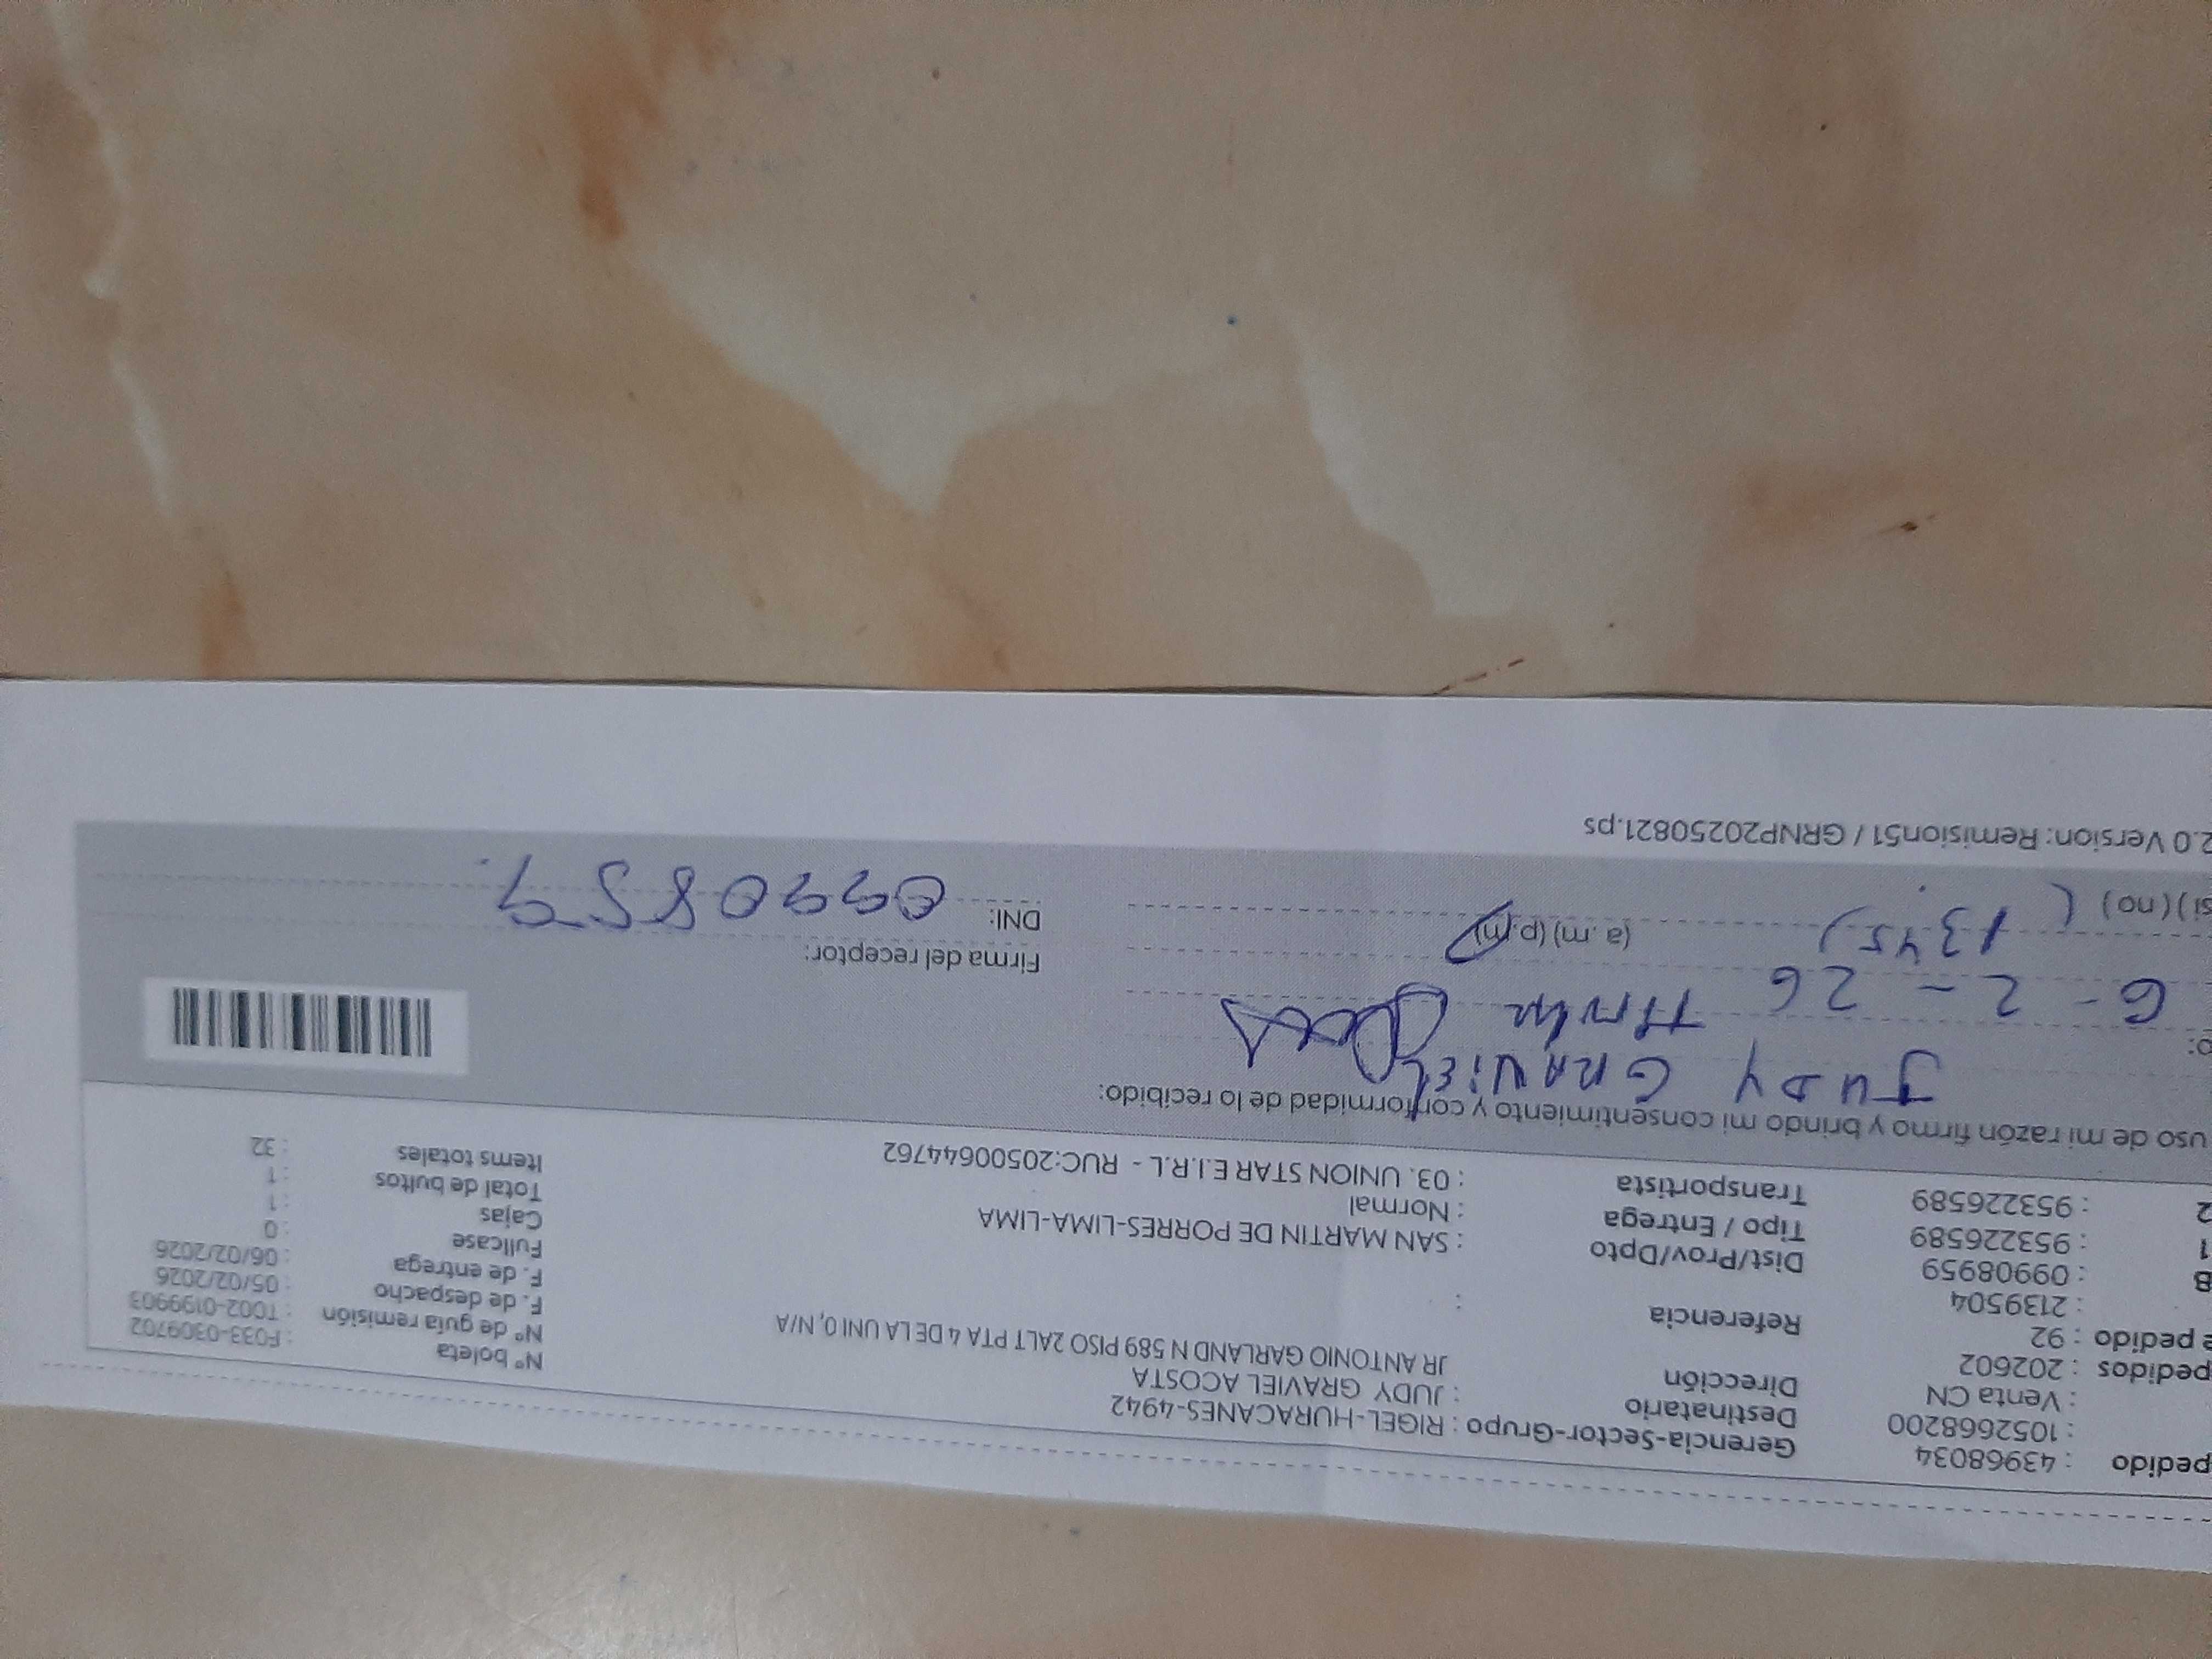 pedido : 43968034 Gerencia-Sector-Grupo : RIGEL-HURACANES-4942
: 1052668200 Destinatario : JUDY GRAVIEL ACOSTA
: Venta CN Dirección JR ANTONIO GARLAND N 589 PISO 2ALT PTA 4 DE LA UNI 0, N/A
pedidos : 202602
e pedido : 92 Referencia :
: 2139504
B : 09908959 Dist/Prov/Dpto : SAN MARTIN DE PORRES-LIMA-LIMA
1 : 953226589 Tipo / Entrega : Normal
2 : 953226589 Transportista : 03. UNION STAR E.I.R.L - RUC:20500644762
N° boleta : F033-0309702
N° de guía remisión : T002-0199903
F. de despacho : 05/02/2026
F. de entrega : 06/02/2026
Fullcase : 0
Cajas : 1
Total de bultos : 1
Items totales : 32
uso de mi razón firmo y brindo mi consentimiento y conformidad de lo recibido:
o: JUDY GRAVIEL
6 - 2 - 26
1345 (a. m) (p.m)
si ) ( no ) (
Firma del receptor:
DNI:
2.0 Version: Remision51 / GRNP20250821.ps